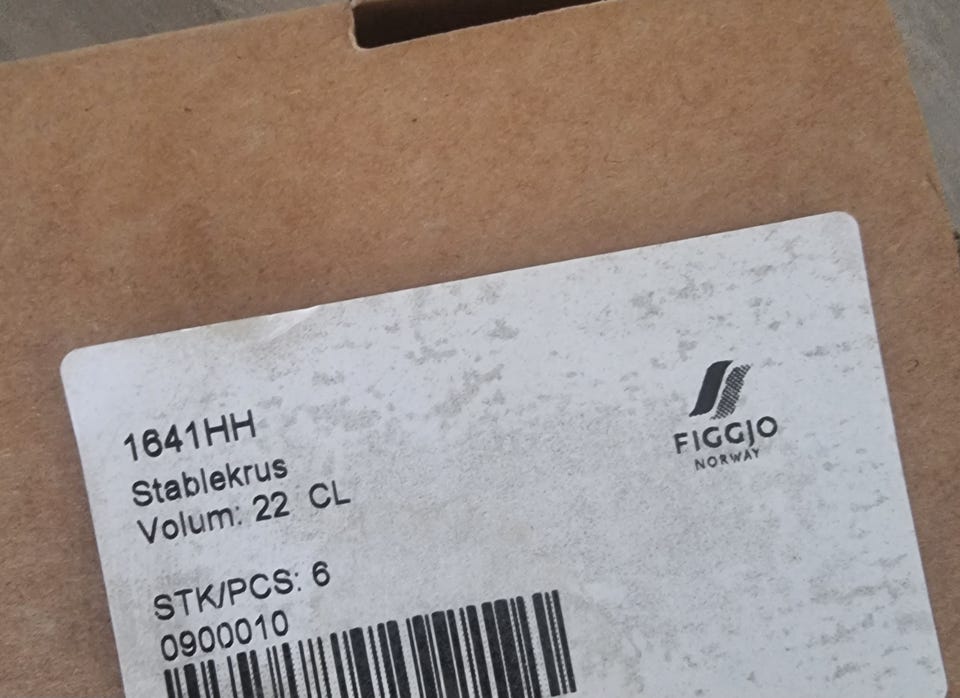 1641HH
Stablekrus
Volum: 22 CL
STK/PCS: 6
0900010
FIGGJO
NORWAY